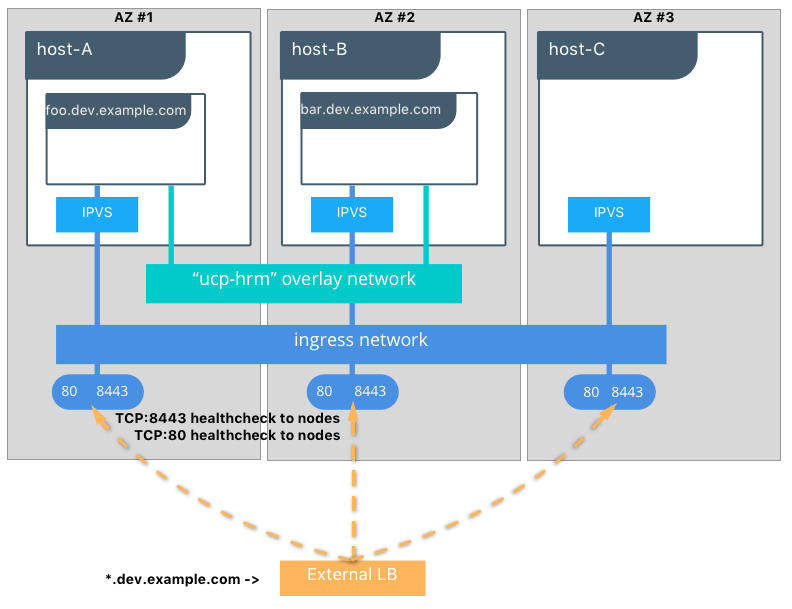 AZ #1
AZ #2
AZ #3
host-A
host-B
host-C
foo.dev.example.com
bar.dev.example.com
IPVS
IPVS
IPVS
“ucp-hrm” overlay network
ingress network
80 8443
80 8443
80 8443
TCP:8443 healthcheck to nodes
TCP:80 healthcheck to nodes
*.dev.example.com ->
External LB